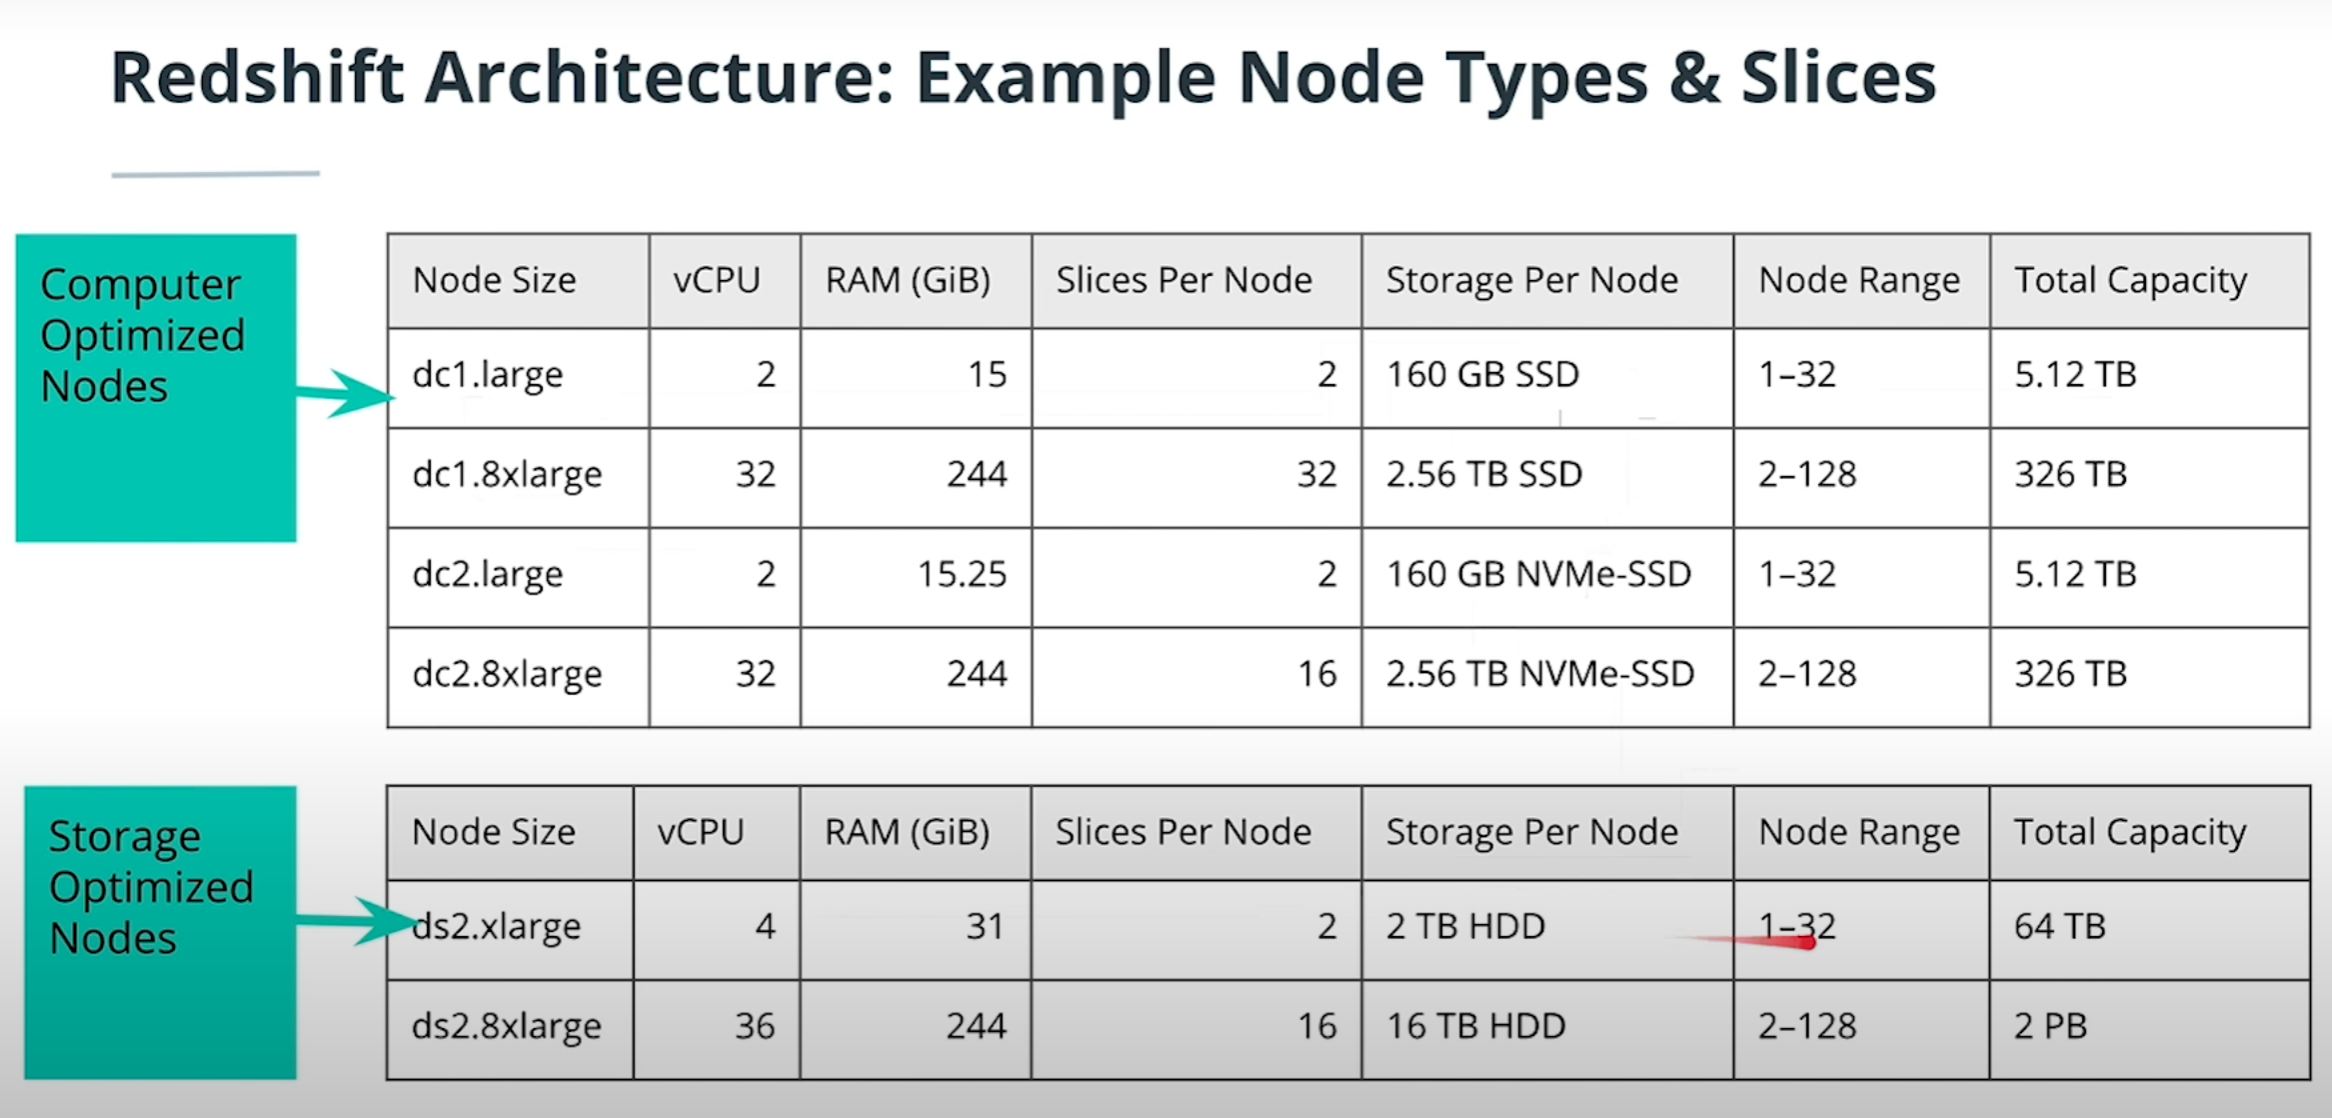 Redshift Architecture: Example Node Types & Slices
Computer
Optimized
Nodes
Node Size vCPU RAM (GiB) Slices Per Node Storage Per Node Node Range Total Capacity
dc1.large 2 15 2 160 GB SSD 1–32 5.12 TB
dc1.8xlarge 32 244 32 2.56 TB SSD 2–128 326 TB
dc2.large 2 15.25 2 160 GB NVMe-SSD 1–32 5.12 TB
dc2.8xlarge 32 244 16 2.56 TB NVMe-SSD 2–128 326 TB
Storage
Optimized
Nodes
Node Size vCPU RAM (GiB) Slices Per Node Storage Per Node Node Range Total Capacity
ds2.xlarge 4 31 2 2 TB HDD 1–32 64 TB
ds2.8xlarge 36 244 16 16 TB HDD 2–128 2 PB